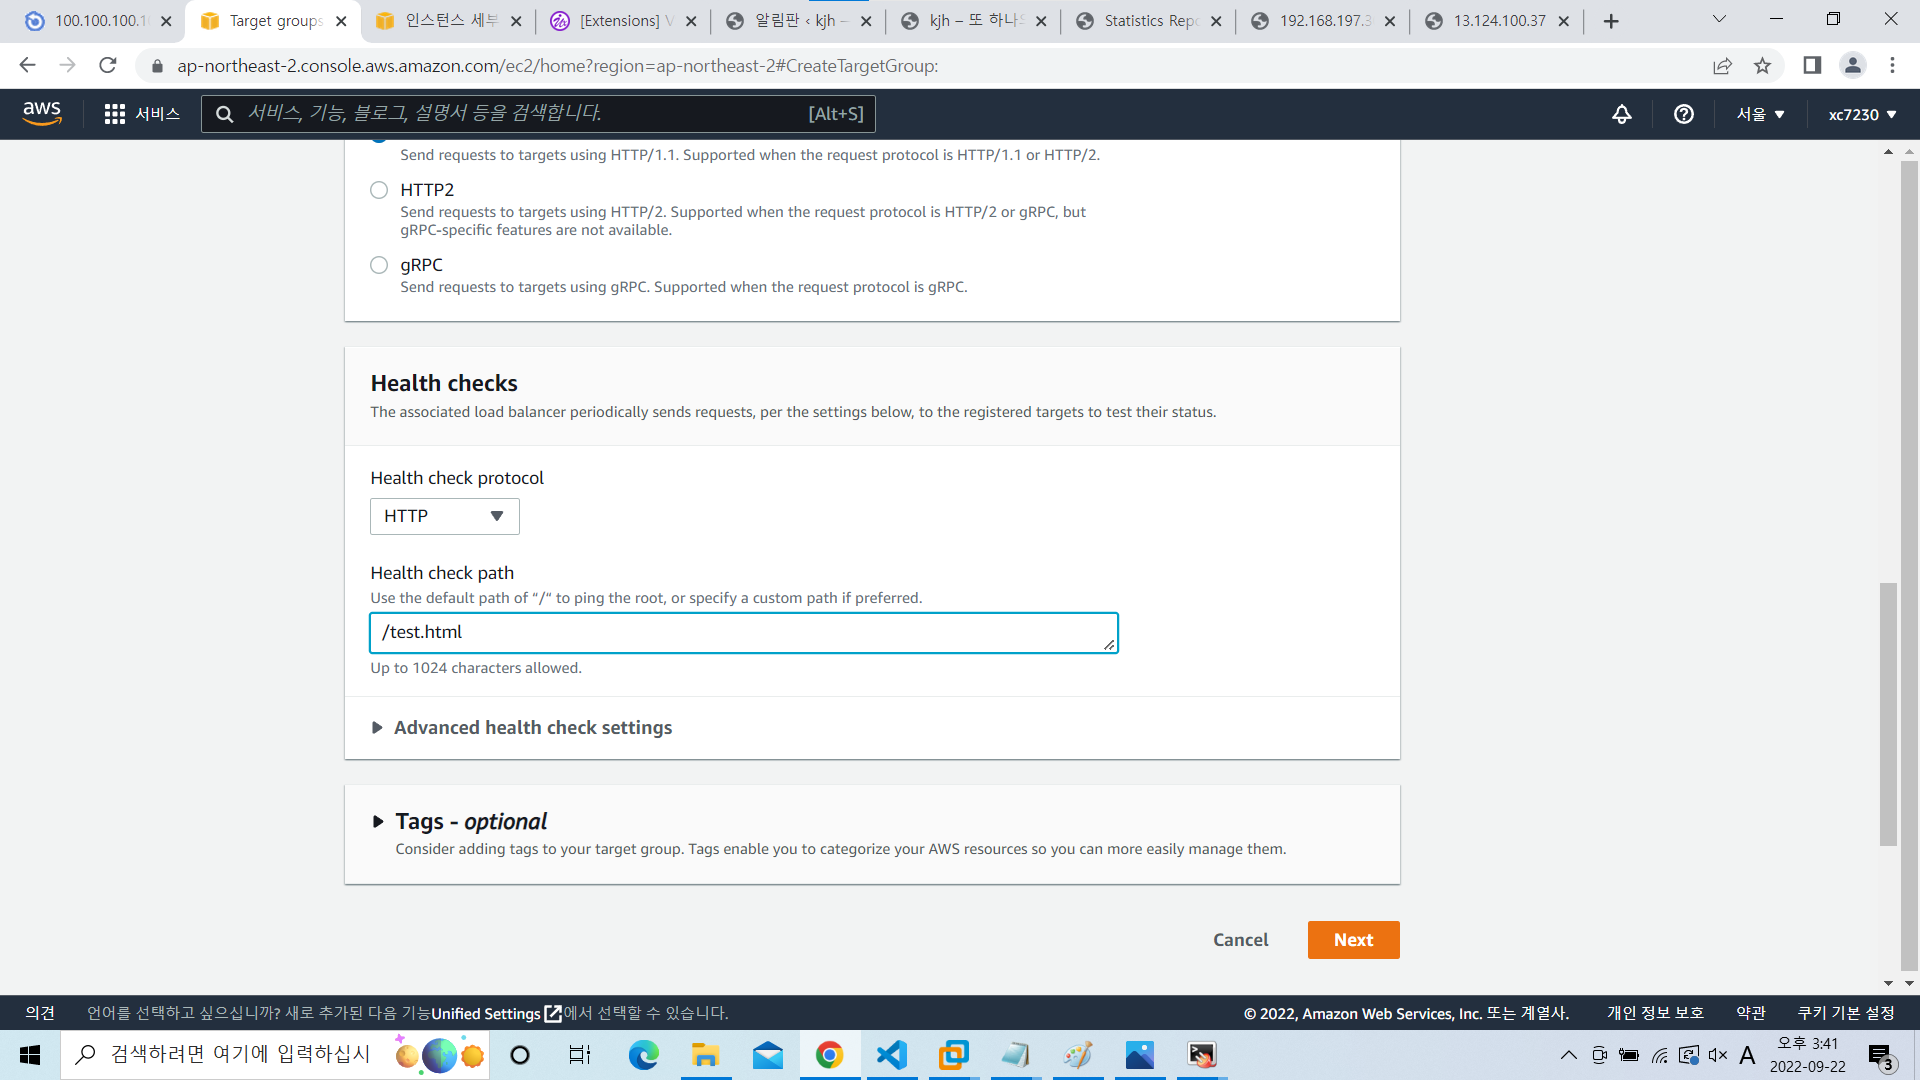 100.100.100.1
Target groups
인스턴스 세부
[Extensions] V
알림판 ‹ kjh –
kjh – 또 하나의
Statistics Repo
192.168.197.3
13.124.100.37
ap-northeast-2.console.aws.amazon.com/ec2/home?region=ap-northeast-2#CreateTargetGroup:
aws
서비스
서비스, 기능, 블로그, 설명서 등을 검색합니다.
[Alt+S]
서울
xc7230
Send requests to targets using HTTP/1.1. Supported when the request protocol is HTTP/1.1 or HTTP/2.
HTTP2
Send requests to targets using HTTP/2. Supported when the request protocol is HTTP/2 or gRPC, but
gRPC-specific features are not available.
gRPC
Send requests to targets using gRPC. Supported when the request protocol is gRPC.
Health checks
The associated load balancer periodically sends requests, per the settings below, to the registered targets to test their status.
Health check protocol
HTTP
Health check path
Use the default path of "/" to ping the root, or specify a custom path if preferred.
/test.html
Up to 1024 characters allowed.
Advanced health check settings
Tags - optional
Consider adding tags to your target group. Tags enable you to categorize your AWS resources so you can more easily manage them.
Cancel
Next
의견
언어를 선택하고 싶으십니까? 새로 추가된 다음 기능Unified Settings에서 선택할 수 있습니다.
© 2022, Amazon Web Services, Inc. 또는 계열사.
개인 정보 보호
약관
쿠키 기본 설정
검색하려면 여기에 입력하십시
A
오후 3:41
2022-09-22
3